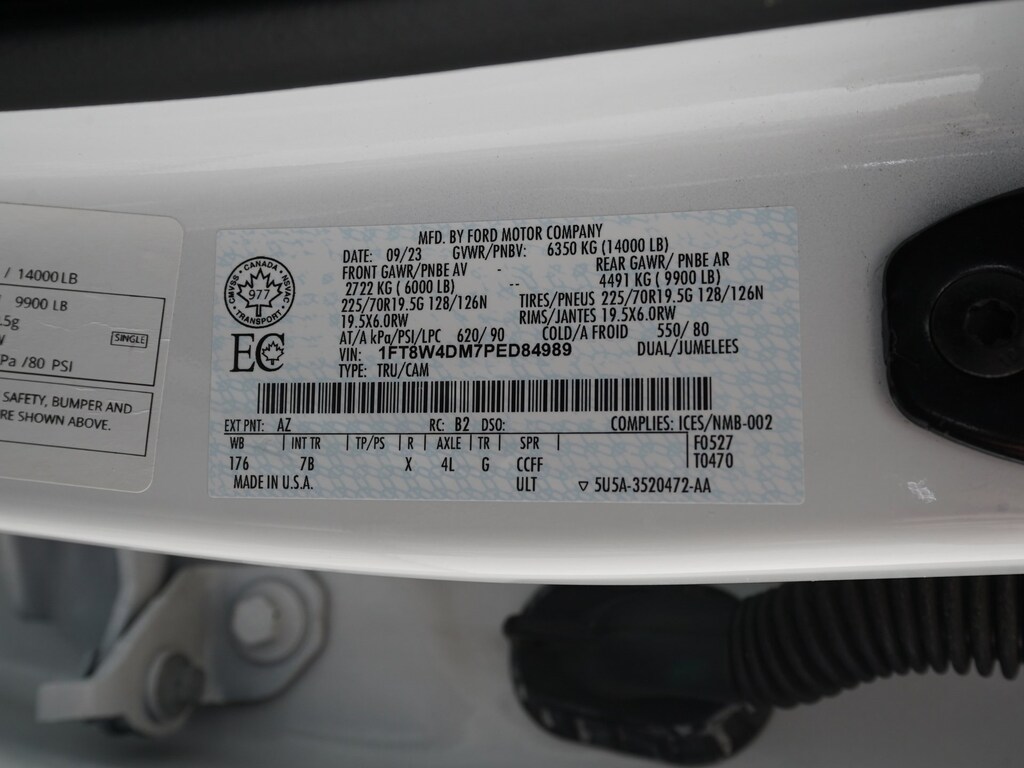 / 14000 LB
9900 LB
.5g
SINGLE
Pa /80 PSI
SAFETY, BUMPER AND
RE SHOWN ABOVE.
MFD. BY FORD MOTOR COMPANY
DATE: 09/23 GVWR/PNBV: 6350 KG (14000 LB)
FRONT GAWR/PNBE AV - REAR GAWR/ PNBE AR
2722 KG ( 6000 LB) -- 4491 KG ( 9900 LB)
225/70R19.5G 128/126N TIRES/PNEUS 225/70R19.5G 128/126N
19.5X6.0RW RIMS/JANTES 19.5X6.0RW
AT/A kPa/PSI/LPC 620/ 90 COLD/A FROID 550/ 80
VIN: 1FT8W4DM7PED84989 DUAL/JUMELEES
TYPE: TRU/CAM
CANADA
CMVSS NSVAC
977
TRANSPORT
EC
EXT PNT: AZ RC: B2 DSO: COMPLIES: ICES/NMB-002
WB INT TR TP/PS R AXLE TR SPR F0527
176 7B X 4L G CCFF T0470
MADE IN U.S.A. ULT ▽ 5U5A-3520472-AA